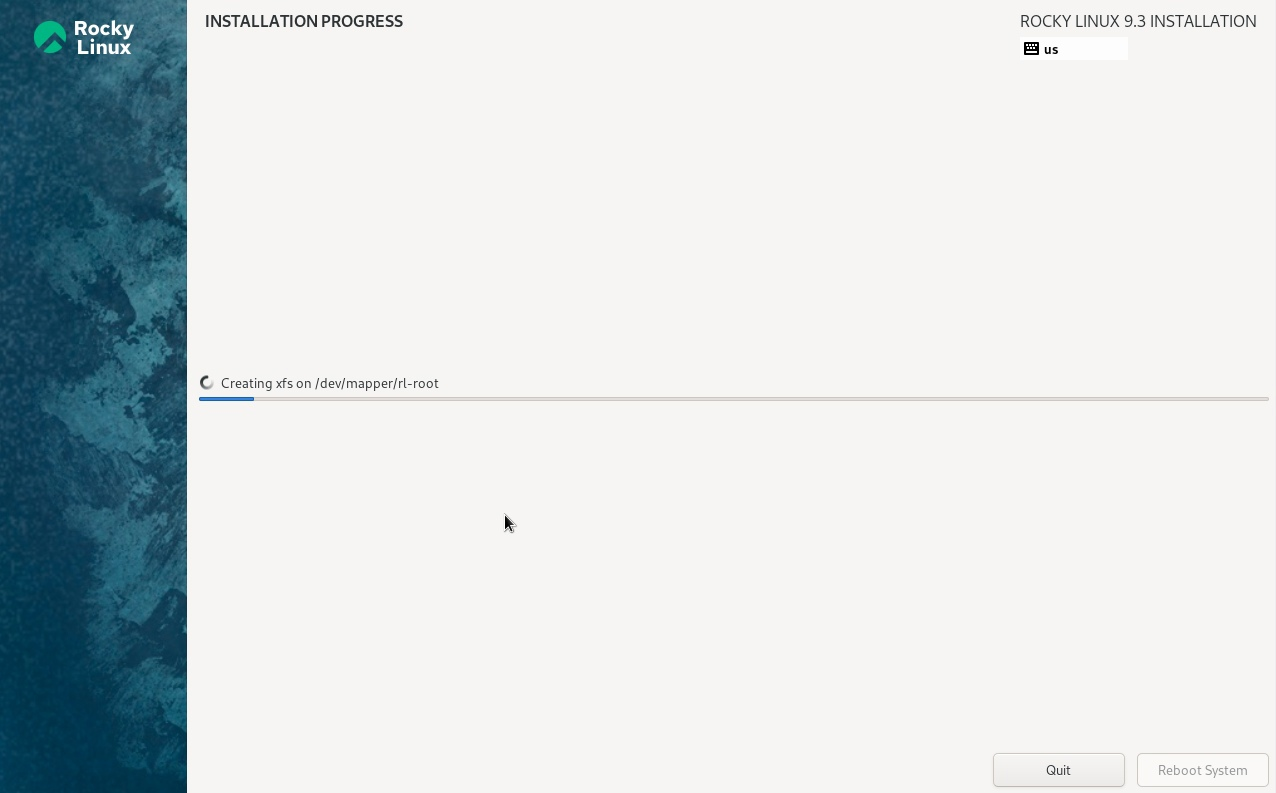 Rocky
Linux
INSTALLATION PROGRESS
ROCKY LINUX 9.3 INSTALLATION
us
Creating xfs on /dev/mapper/rl-root
Quit
Reboot System